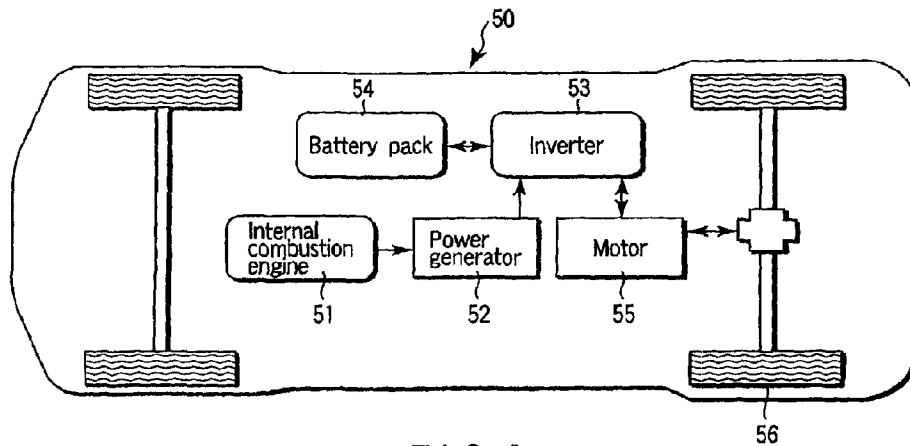 50
54
53
Battery pack
Inverter
Internal
combustion
engine
Power
generator
Motor
51
52
55
56